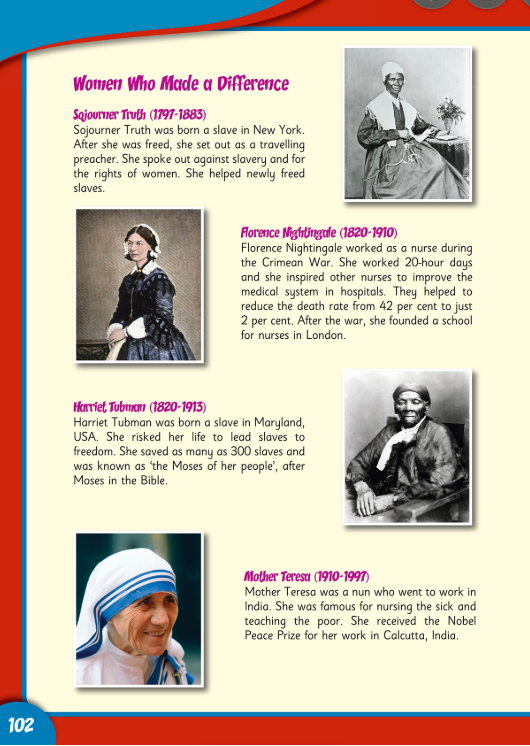 Women Who Made a Difference
Sojourner Truth (1797-1883)
Sojourner Truth was born a slave in New York.
After she was freed, she set out as a travelling
preacher. She spoke out against slavery and for
the rights of women. She helped newly freed
slaves.
Florence Nightingale (1820-1910)
Florence Nightingale worked as a nurse during
the Crimean War. She worked 20-hour days
and she inspired other nurses to improve the
medical system in hospitals. They helped to
reduce the death rate from 42 per cent to just
2 per cent. After the war, she founded a school
for nurses in London.
Harriet Tubman (1820-1913)
Harriet Tubman was born a slave in Maryland,
USA. She risked her life to lead slaves to
freedom. She saved as many as 300 slaves and
was known as ‘the Moses of her people’, after
Moses in the Bible.
Mother Teresa (1910-1997)
Mother Teresa was a nun who went to work in
India. She was famous for nursing the sick and
teaching the poor. She received the Nobel
Peace Prize for her work in Calcutta, India.
102